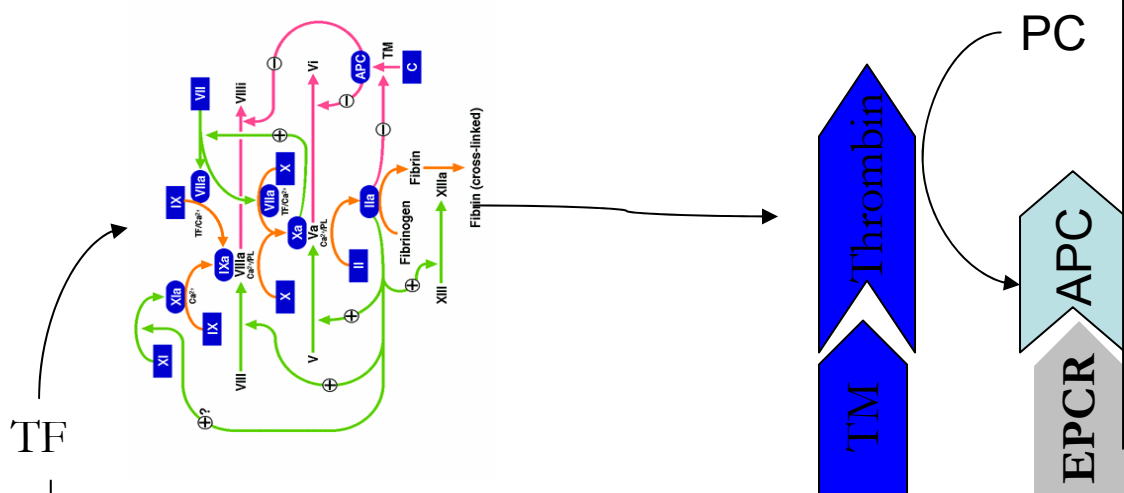 PC
TM
APC
C
Vi
VIIIi
VII
X
VIIa
TF/Ca²⁺
IX
VIIa
TF/Ca²⁺
Xa
Va
Ca²⁺/PL
IIa
Fibrin
Fibrin (cross-linked)
XIIIa
Fibrinogen
II
IXa
VIIIa
Ca²⁺/PL
XIa
Ca²⁺
IX
X
XIII
XI
VIII
V
?
TF
Thrombin
TM
APC
EPCR